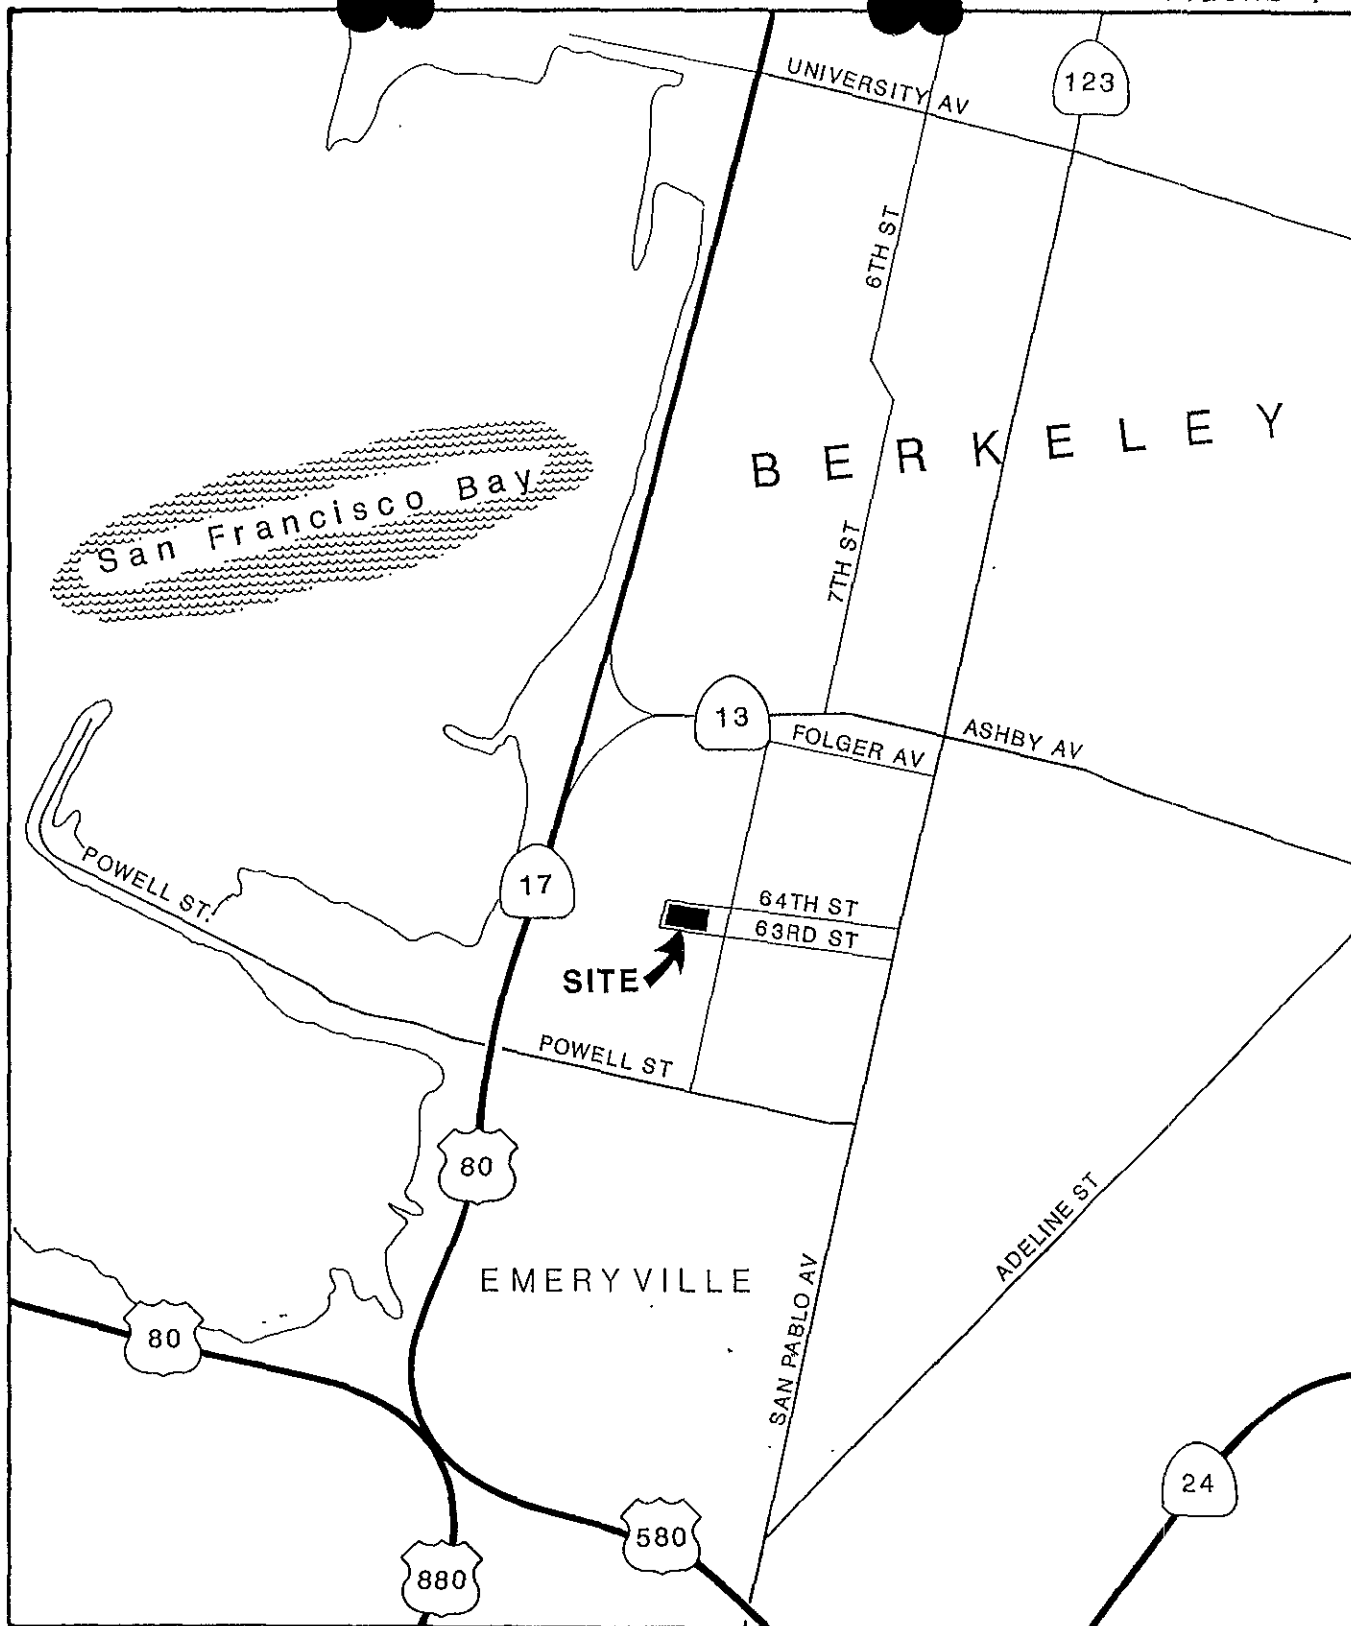 UNIVERSITY AV
123
6TH ST
BERKELEY
San Francisco Bay
7TH ST
13
ASHBY AV
FOLGER AV
POWELL ST.
17
64TH ST
63RD ST
SITE
POWELL ST
80
ADELINE ST
EMERYVILLE
SAN PABLO AV
80
24
580
880